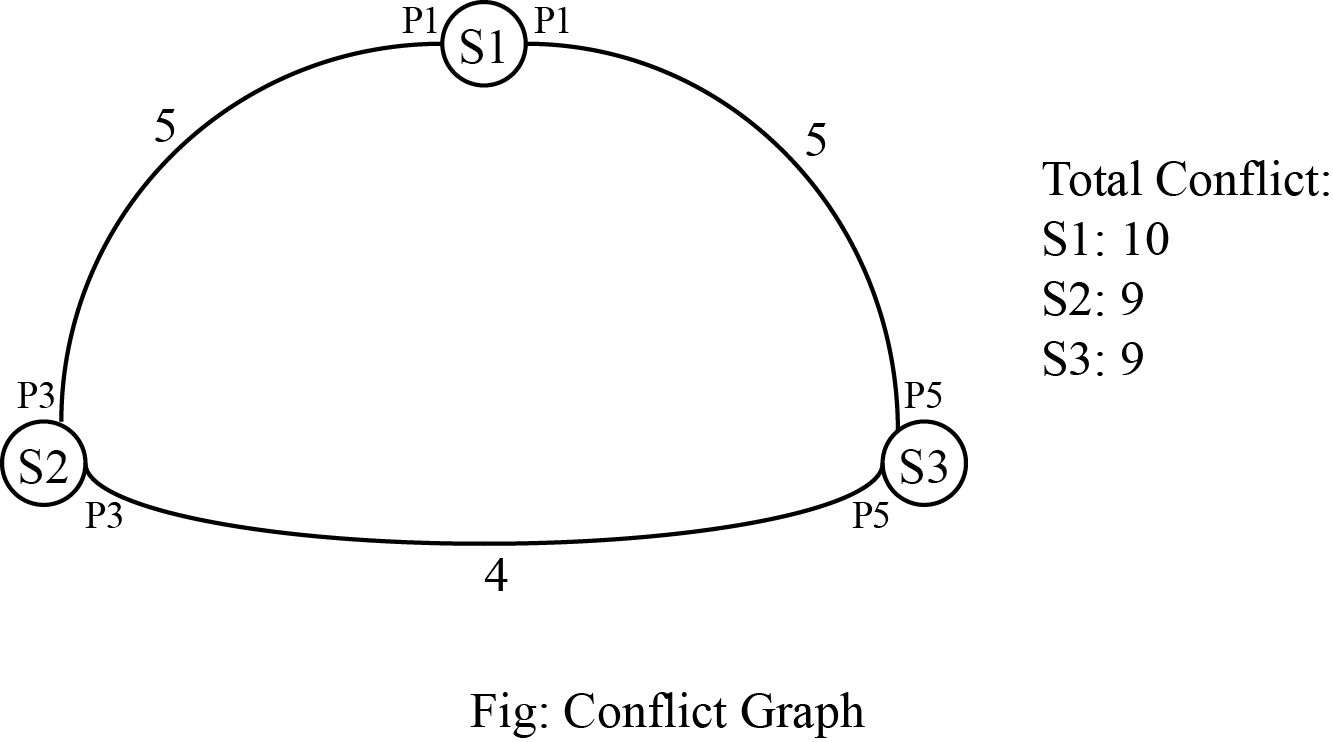 P1 S1 P1
5
5
Total Conflict:
S1: 10
S2: 9
S3: 9
P3
P5
S2
S3
P3
P5
4
Fig: Conflict Graph